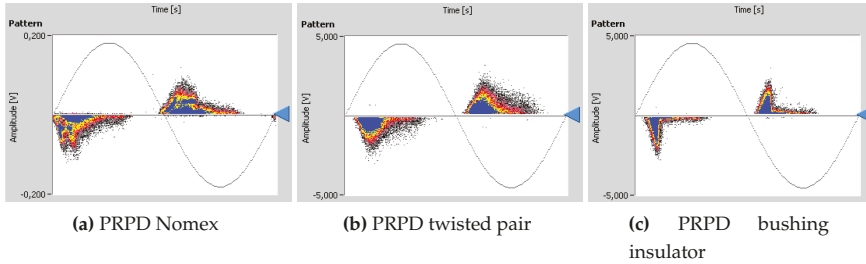 Time [s]
Time [s]
Time [s]
Pattern
Pattern
Pattern
0,200
5,000
5,000
Amplitude [V]
Amplitude [V]
Amplitude [V]
-0,200
-5,000
-5,000
(a) PRPD Nomex
(b) PRPD twisted pair
(c) PRPD bushing
insulator